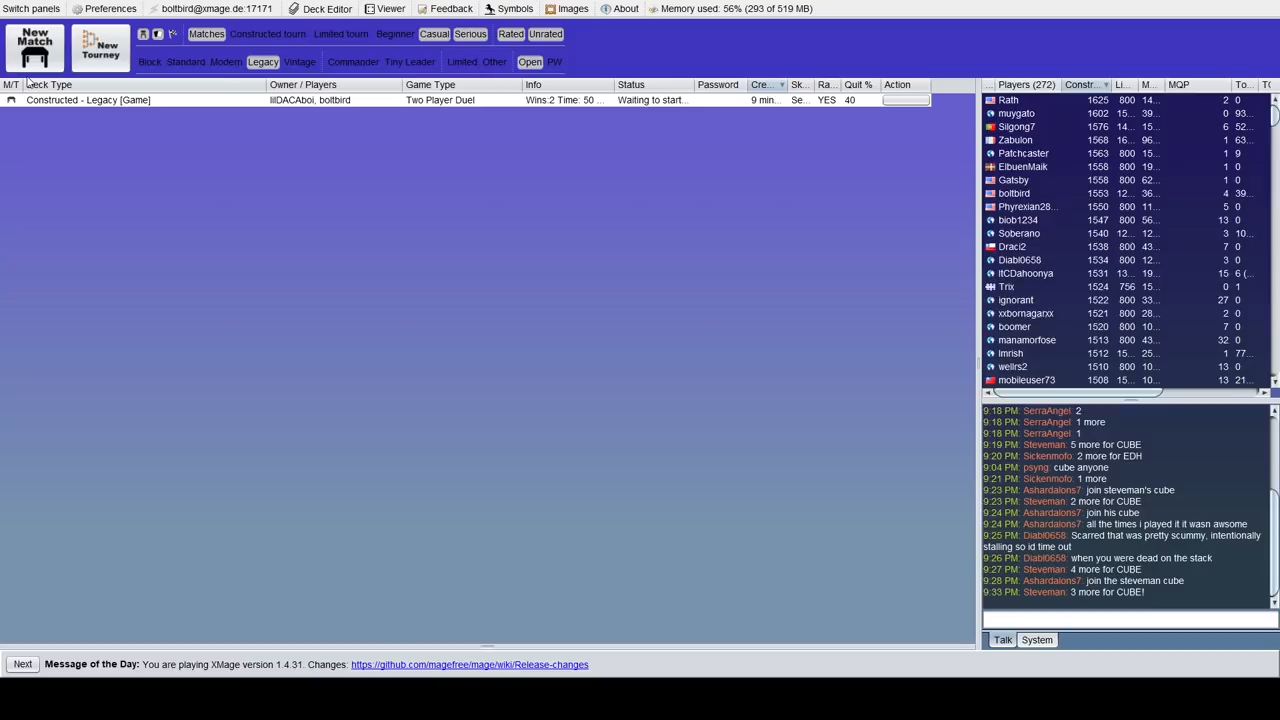 Switch panels Preferences boltbird@xmage.de:17171 Deck Editor Viewer Feedback Symbols Images About Memory used: 56% (293 of 519 MB)
New Match
New Tourney
Matches Constructed tourn Limited tourn Beginner Casual Serious Rated Unrated
Block Standard Modern Legacy Vintage Commander Tiny Leader Limited Other Open PW
M/T Deck Type Owner / Players Game Type Info Status Password Cre... Sk... Ra... Quit % Action
Constructed - Legacy [Game] lilDACAboi, boltbird Two Player Duel Wins:2 Time: 50 ... Waiting to start... 9 min... Se... YES 40
... Players (272) Constr... Li... M... MQP To... TC
Rath 1625 800 14... 2 0
muygato 1602 15... 39... 0 93...
Silgong7 1576 14... 15... 6 52...
Zabulon 1568 16... 96... 1 63...
Patchcaster 1563 800 15... 1 9
ElbuenMaik 1558 800 19... 1 0
Gatsby 1558 800 62... 1 0
boltbird 1553 12... 36... 4 39...
Phyrexian28... 1550 800 11... 5 0
biob1234 1547 800 56... 13 0
Soberano 1540 12... 12... 3 10...
Draci2 1538 800 43... 7 0
Diabl0658 1534 800 12... 3 0
ltCDahoonya 1531 13... 19... 15 6 (...
Trix 1524 756 15... 0 1
ignorant 1522 800 33... 27 0
xxbornagarxx 1521 800 28... 2 0
boomer 1520 800 10... 7 0
manamorfose 1513 800 43... 32 0
lmrish 1512 15... 25... 1 77...
wellrs2 1510 800 10... 13 0
mobileuser73 1508 15... 10... 13 21...
9:18 PM: SerraAngel: 2
9:18 PM: SerraAngel: 1 more
9:18 PM: SerraAngel: 1
9:19 PM: Steveman: 5 more for CUBE
9:20 PM: Sickenmofo: 2 more for EDH
9:04 PM: psyng: cube anyone
9:21 PM: Sickenmofo: 1 more
9:23 PM: Ashardalons7: join steveman's cube
9:23 PM: Steveman: 2 more for CUBE
9:24 PM: Ashardalons7: join his cube
9:24 PM: Ashardalons7: all the times i played it it wasn awsome
9:25 PM: Diabl0658: Scarred that was pretty scummy, intentionally
stalling so id time out
9:26 PM: Diabl0658: when you were dead on the stack
9:27 PM: Steveman: 4 more for CUBE
9:28 PM: Ashardalons7: join the steveman cube
9:33 PM: Steveman: 3 more for CUBE!
Talk System
Next Message of the Day: You are playing XMage version 1.4.31. Changes: https://github.com/magefree/mage/wiki/Release-changes